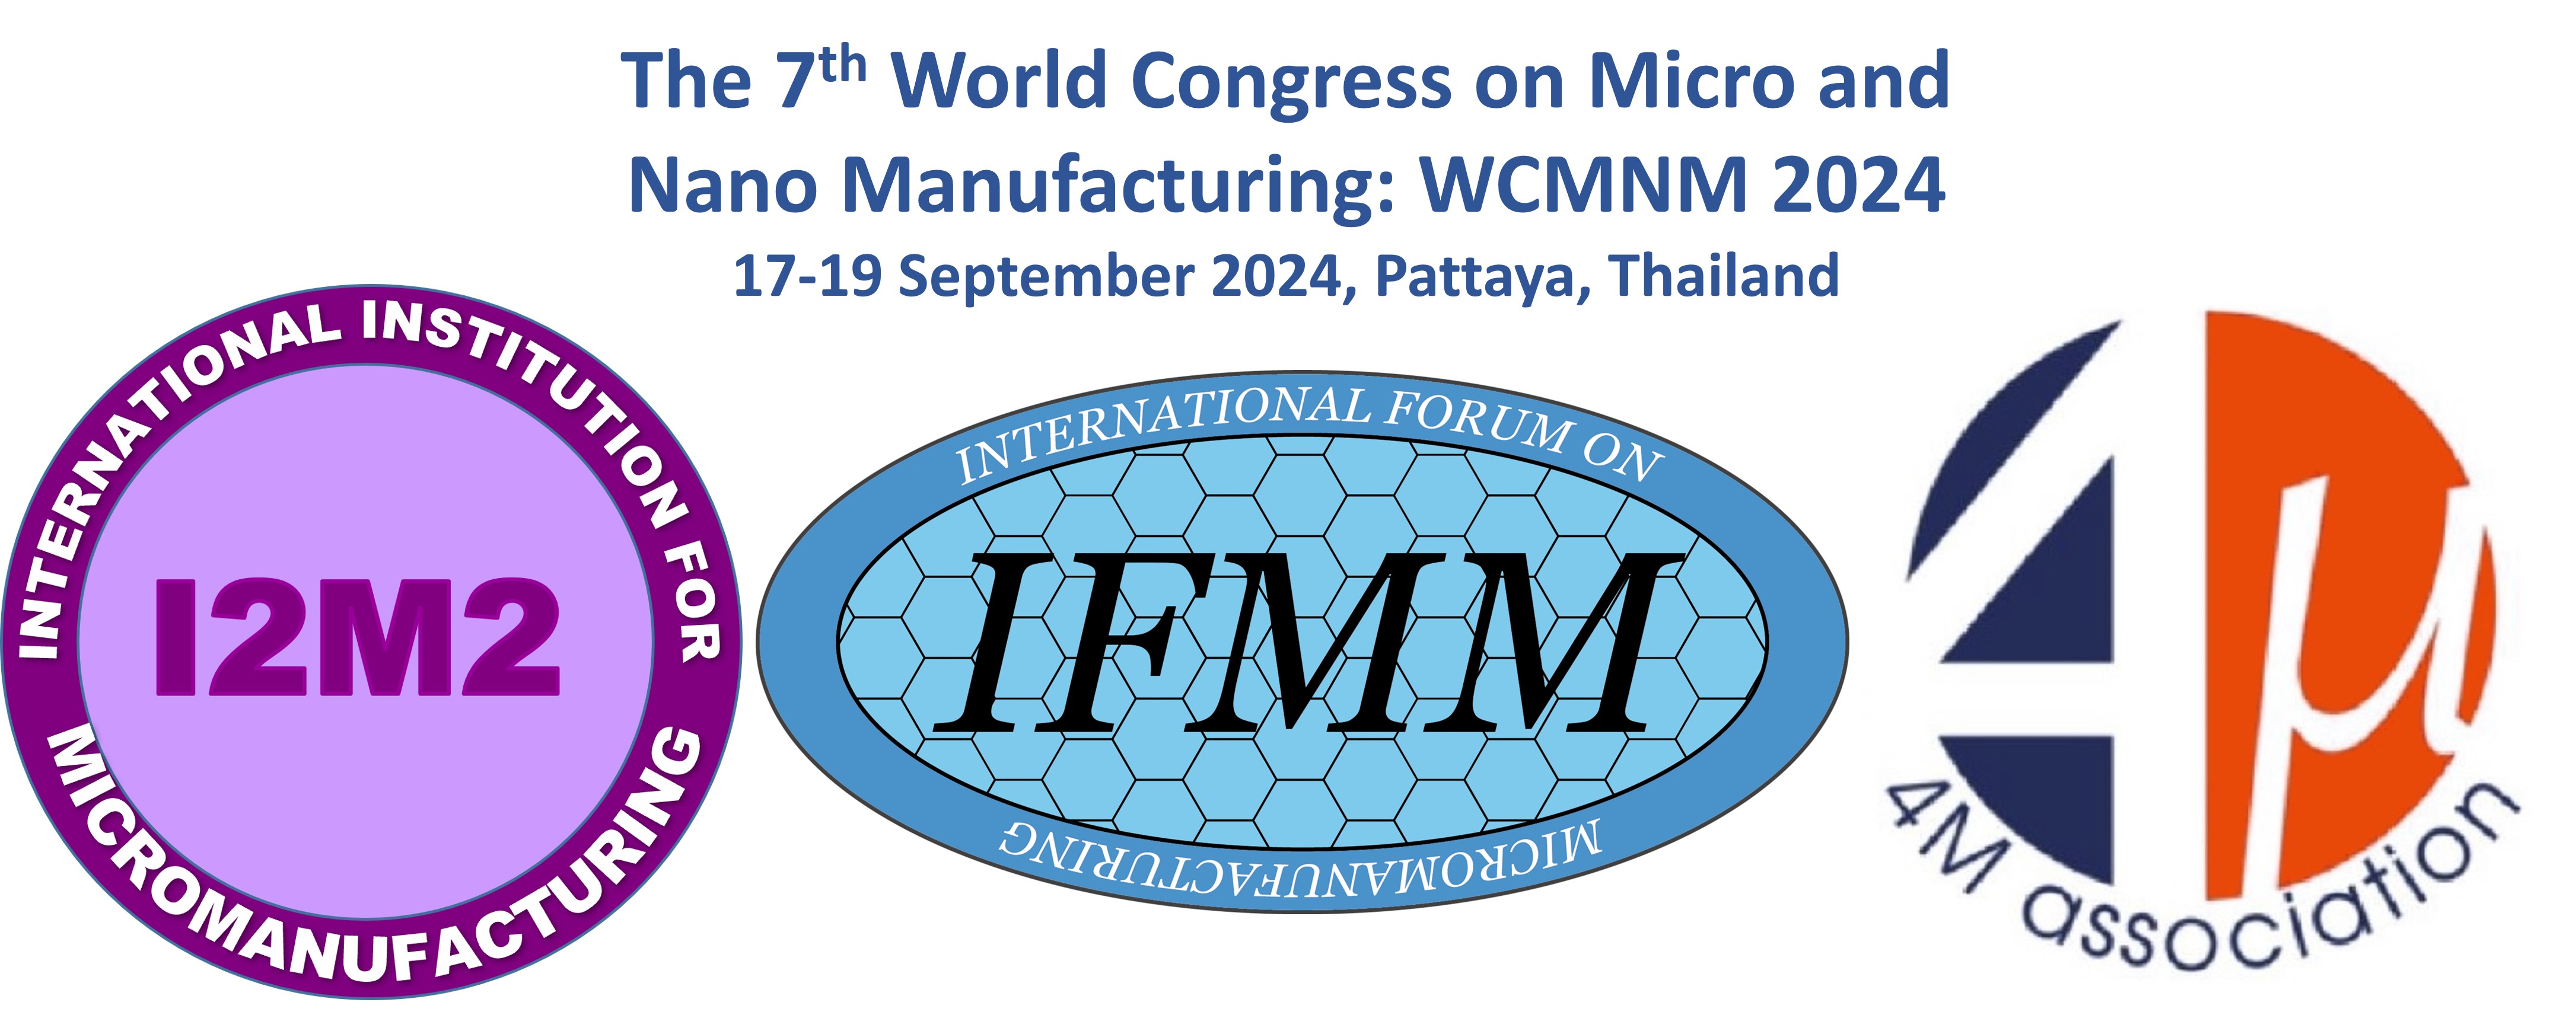 The 7th World Congress on Micro and
Nano Manufacturing: WCMNM 2024
17-19 September 2024, Pattaya, Thailand
INTERNATIONAL INSTITUTION FOR
I2M2
MICROMANUFACTURING
INTERNATIONAL FORUM ON
IFMM
MICROMANUFACTURING
4μ
4M association